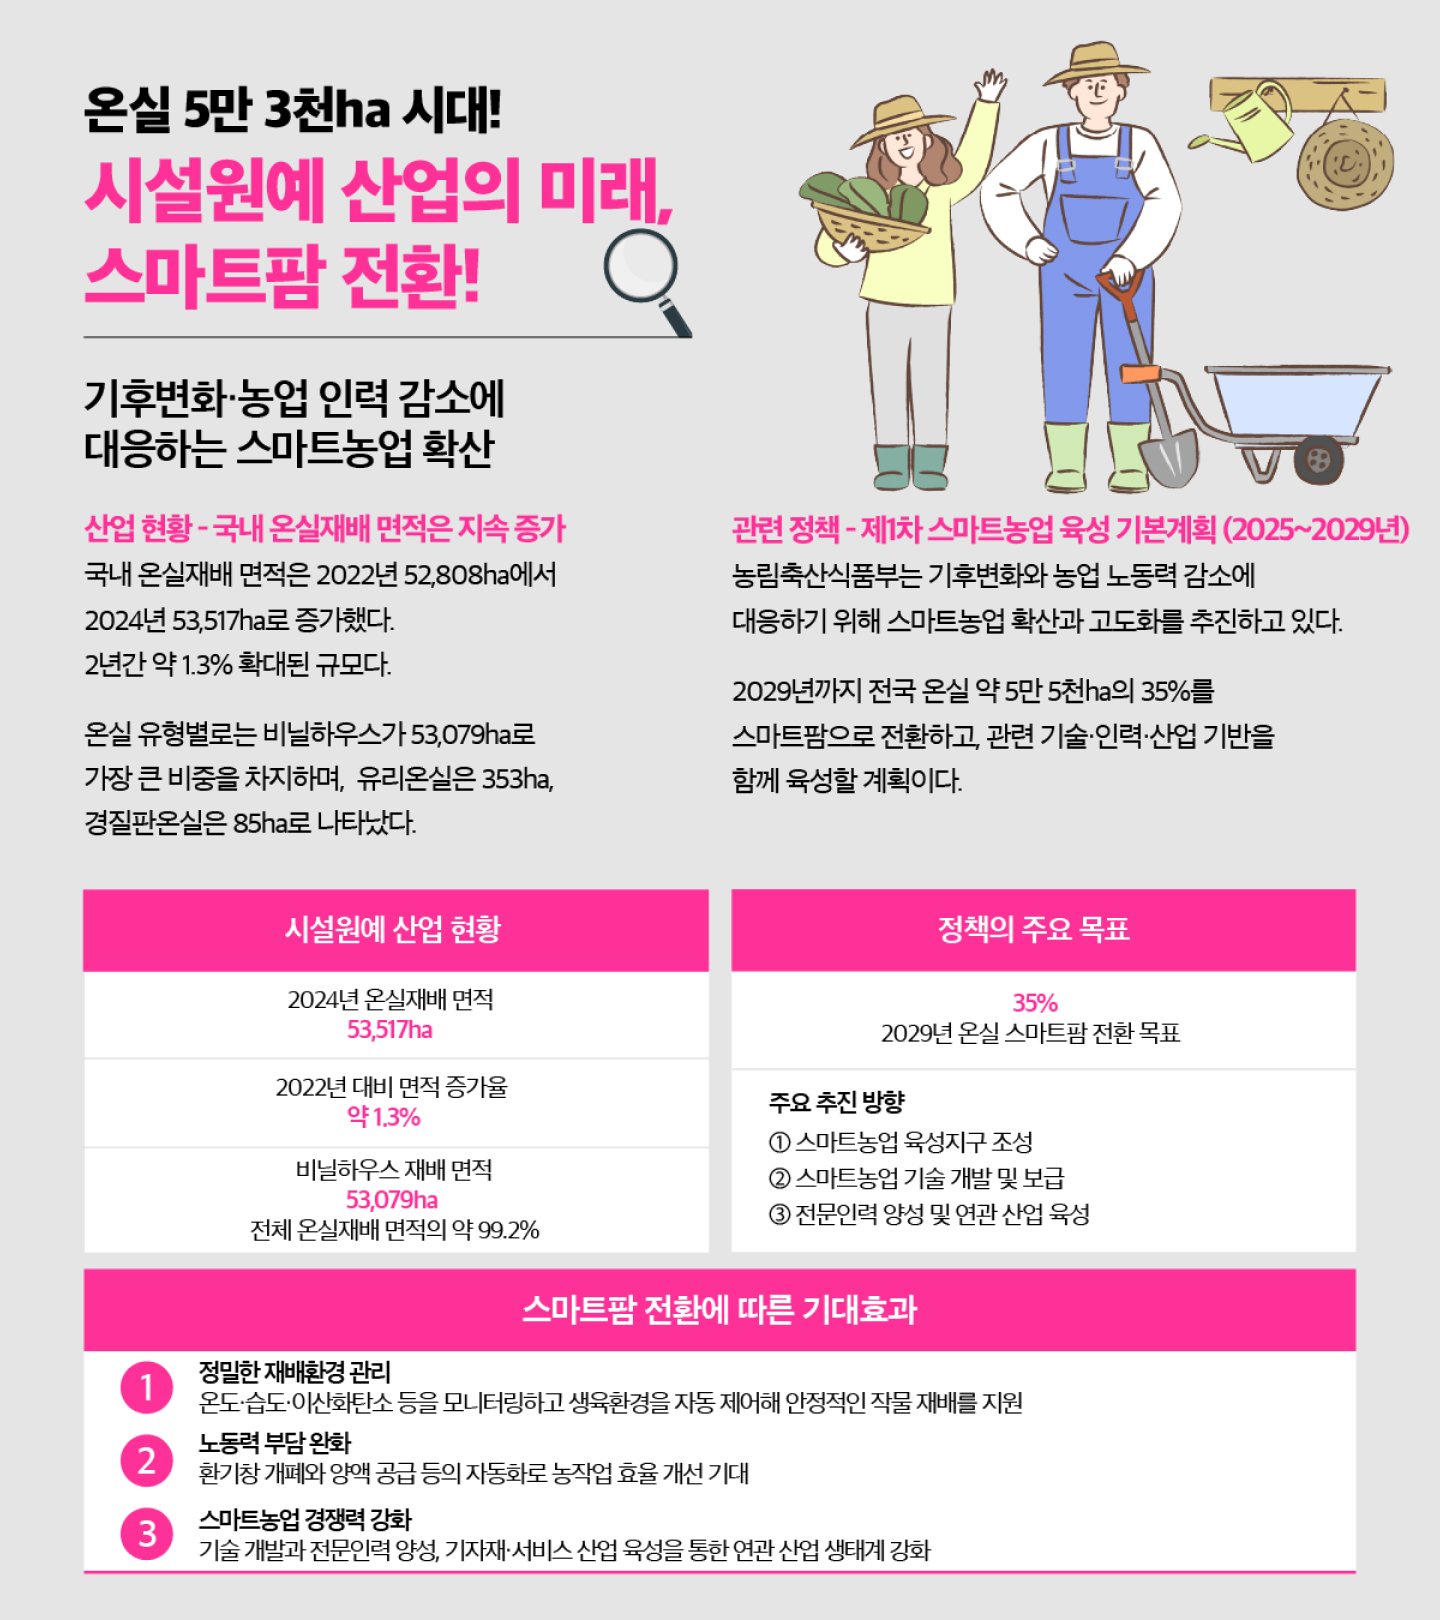 온실 5만 3천ha 시대!
시설원예 산업의 미래,
스마트팜 전환!
기후변화·농업 인력 감소에
대응하는 스마트농업 확산
산업 현황 - 국내 온실재배 면적은 지속 증가
국내 온실재배 면적은 2022년 52,808ha에서
2024년 53,517ha로 증가했다.
2년간 약 1.3% 확대된 규모다.
온실 유형별로는 비닐하우스가 53,079ha로
가장 큰 비중을 차지하며, 유리온실은 353ha,
경질판온실은 85ha로 나타났다.
관련 정책 - 제1차 스마트농업 육성 기본계획 (2025~2029년)
농림축산식품부는 기후변화와 농업 노동력 감소에
대응하기 위해 스마트농업 확산과 고도화를 추진하고 있다.
2029년까지 전국 온실 약 5만 5천ha의 35%를
스마트팜으로 전환하고, 관련 기술·인력·산업 기반을
함께 육성할 계획이다.
시설원예 산업 현황
2024년 온실재배 면적
53,517ha
2022년 대비 면적 증가율
약 1.3%
비닐하우스 재배 면적
53,079ha
전체 온실재배 면적의 약 99.2%
정책의 주요 목표
35%
2029년 온실 스마트팜 전환 목표
주요 추진 방향
① 스마트농업 육성지구 조성
② 스마트농업 기술 개발 및 보급
③ 전문인력 양성 및 연관 산업 육성
스마트팜 전환에 따른 기대효과
1
정밀한 재배환경 관리
온도·습도·이산화탄소 등을 모니터링하고 생육환경을 자동 제어해 안정적인 작물 재배를 지원
2
노동력 부담 완화
환기창 개폐와 양액 공급 등의 자동화로 농작업 효율 개선 기대
3
스마트농업 경쟁력 강화
기술 개발과 전문인력 양성, 기자재·서비스 산업 육성을 통한 연관 산업 생태계 강화